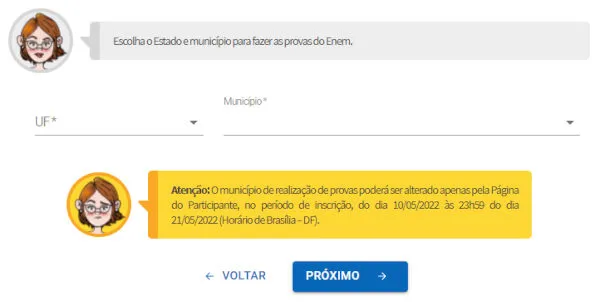 Escolha o Estado e município para fazer as provas do Enem.
Município *
UF *
Atenção: O município de realização de provas poderá ser alterado apenas pela Página
do Participante, no período de inscrição, do dia 10/05/2022 às 23h59 do dia
21/05/2022 (Horário de Brasília – DF).
← VOLTAR
PRÓXIMO →